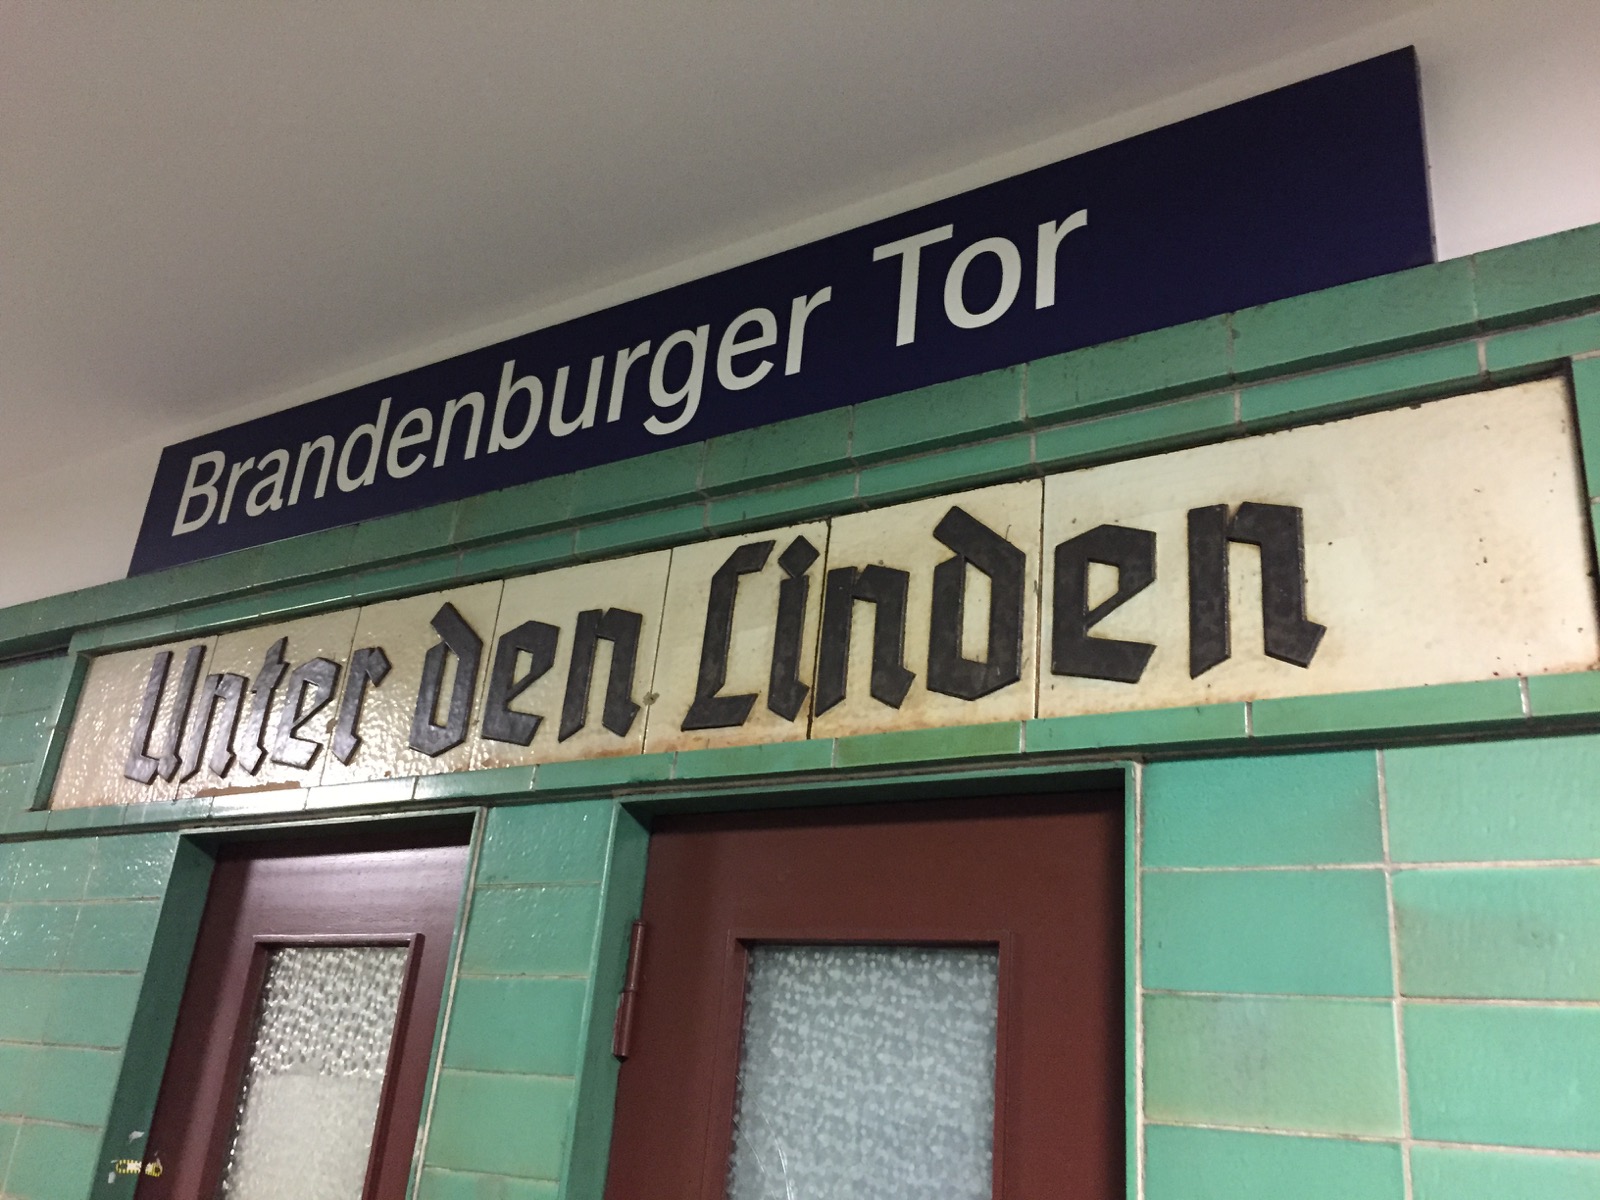 Brandenburger Tor
Unter den Linden